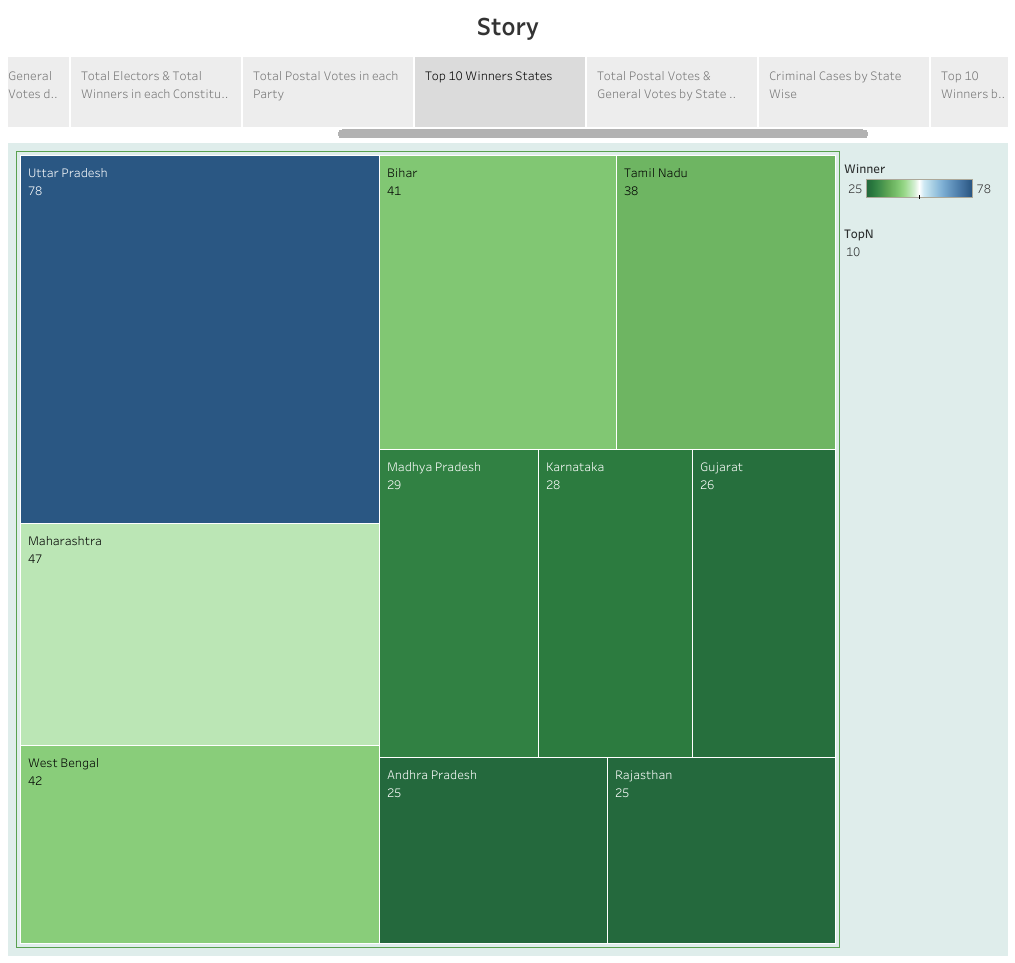 Story
General
Votes d..
Total Electors & Total
Winners in each Constitu..
Total Postal Votes in each
Party
Top 10 Winners States
Total Postal Votes &
General Votes by State ..
Criminal Cases by State
Wise
Top 10
Winners b..
Uttar Pradesh
78
Bihar
41
Tamil Nadu
38
Maharashtra
47
Madhya Pradesh
29
Karnataka
28
Gujarat
26
West Bengal
42
Andhra Pradesh
25
Rajasthan
25
Winner
25 78
TopN
10